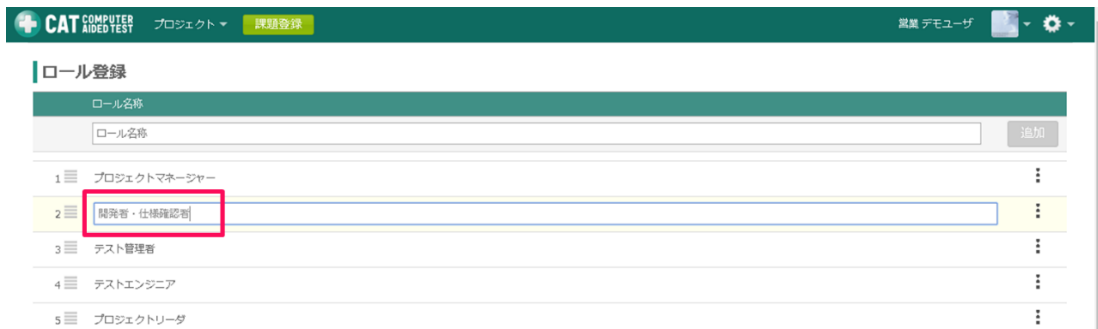 CAT COMPUTER AIDED TEST プロジェクト 課題登録 営業 デモユーザ
ロール登録
ロール名称
ロール名称 追加
1 プロジェクトマネージャー
2 開発者・仕様確認者
3 テスト管理者
4 テストエンジニア
5 プロジェクトリーダ